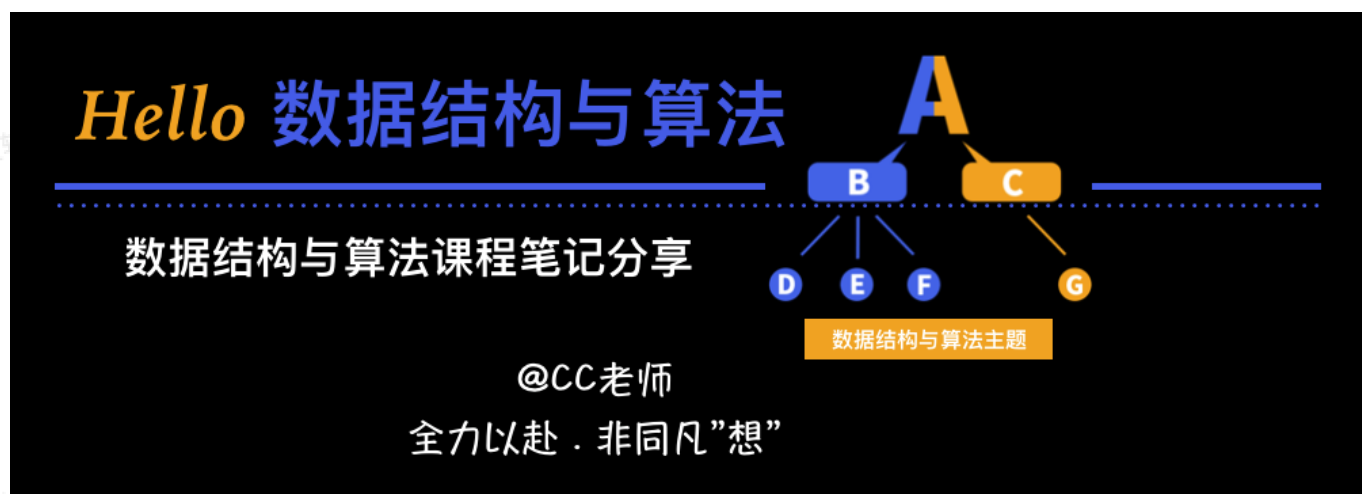 Hello 数据结构与算法
A
B
C
数据结构与算法课程笔记分享
D
E
F
G
数据结构与算法主题
@CC老师
全力以赴.非同凡”想”